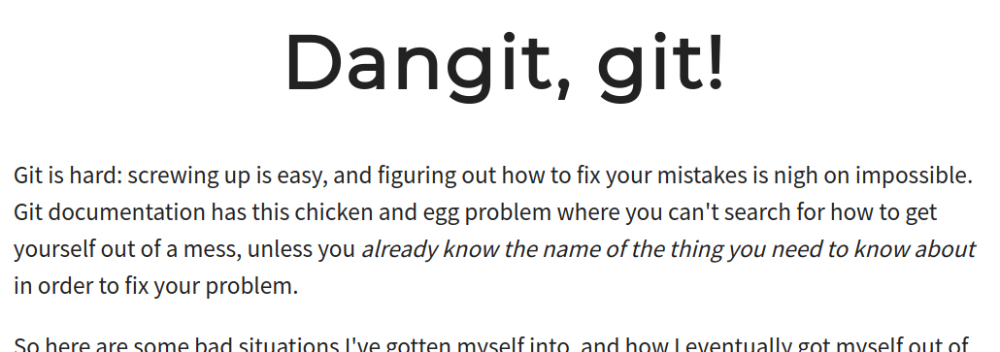 Dangit, git!
Git is hard: screwing up is easy, and figuring out how to fix your mistakes is nigh on impossible.
Git documentation has this chicken and egg problem where you can't search for how to get
yourself out of a mess, unless you already know the name of the thing you need to know about
in order to fix your problem.
So here are some bad situations I've gotten myself into, and how I eventually got myself out of